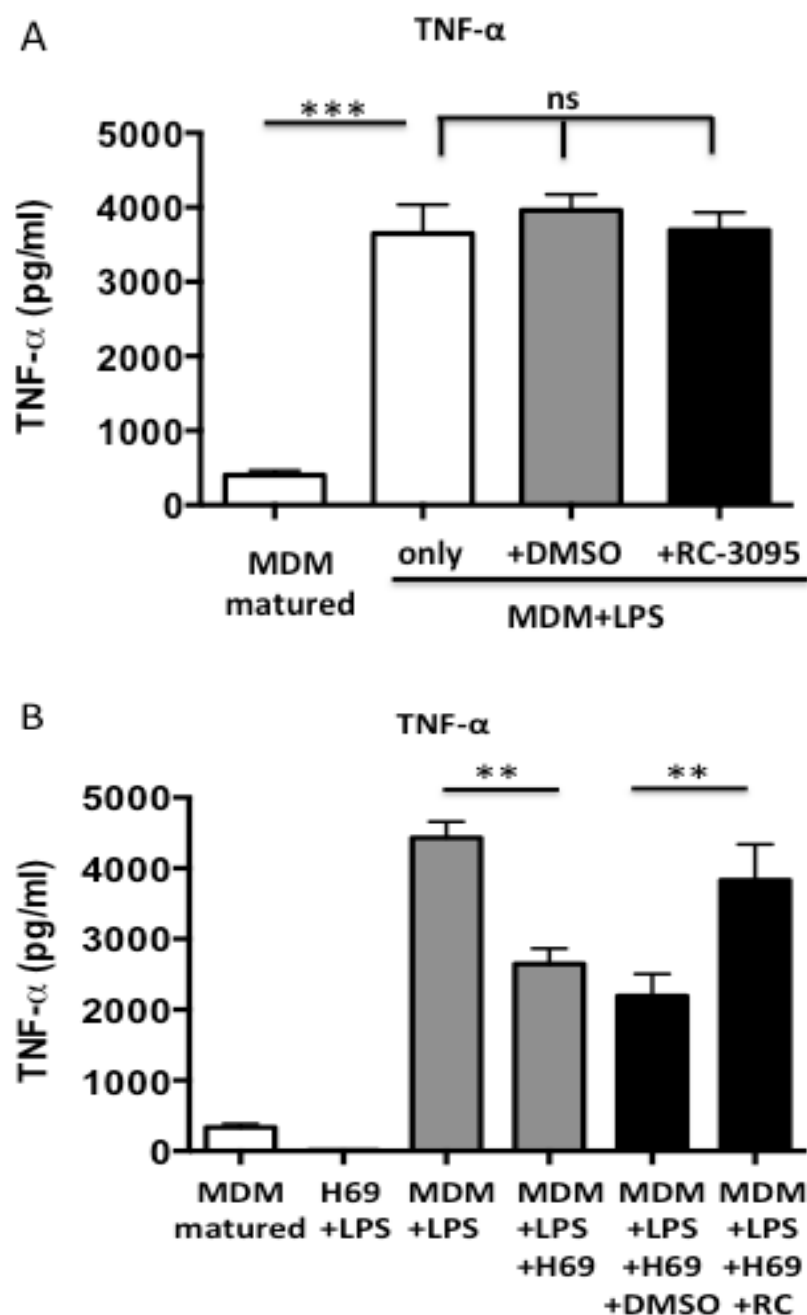 A
TNF-α
***
ns
TNF-α (pg/ml)
5000
4000
3000
2000
1000
0
MDM matured
only
+DMSO
+RC-3095
MDM+LPS
B
TNF-α
**
**
TNF-α (pg/ml)
5000
4000
3000
2000
1000
0
MDM H69 MDM MDM MDM MDM
matured +LPS +LPS +LPS +LPS +LPS
+H69 +H69 +H69
+DMSO +RC